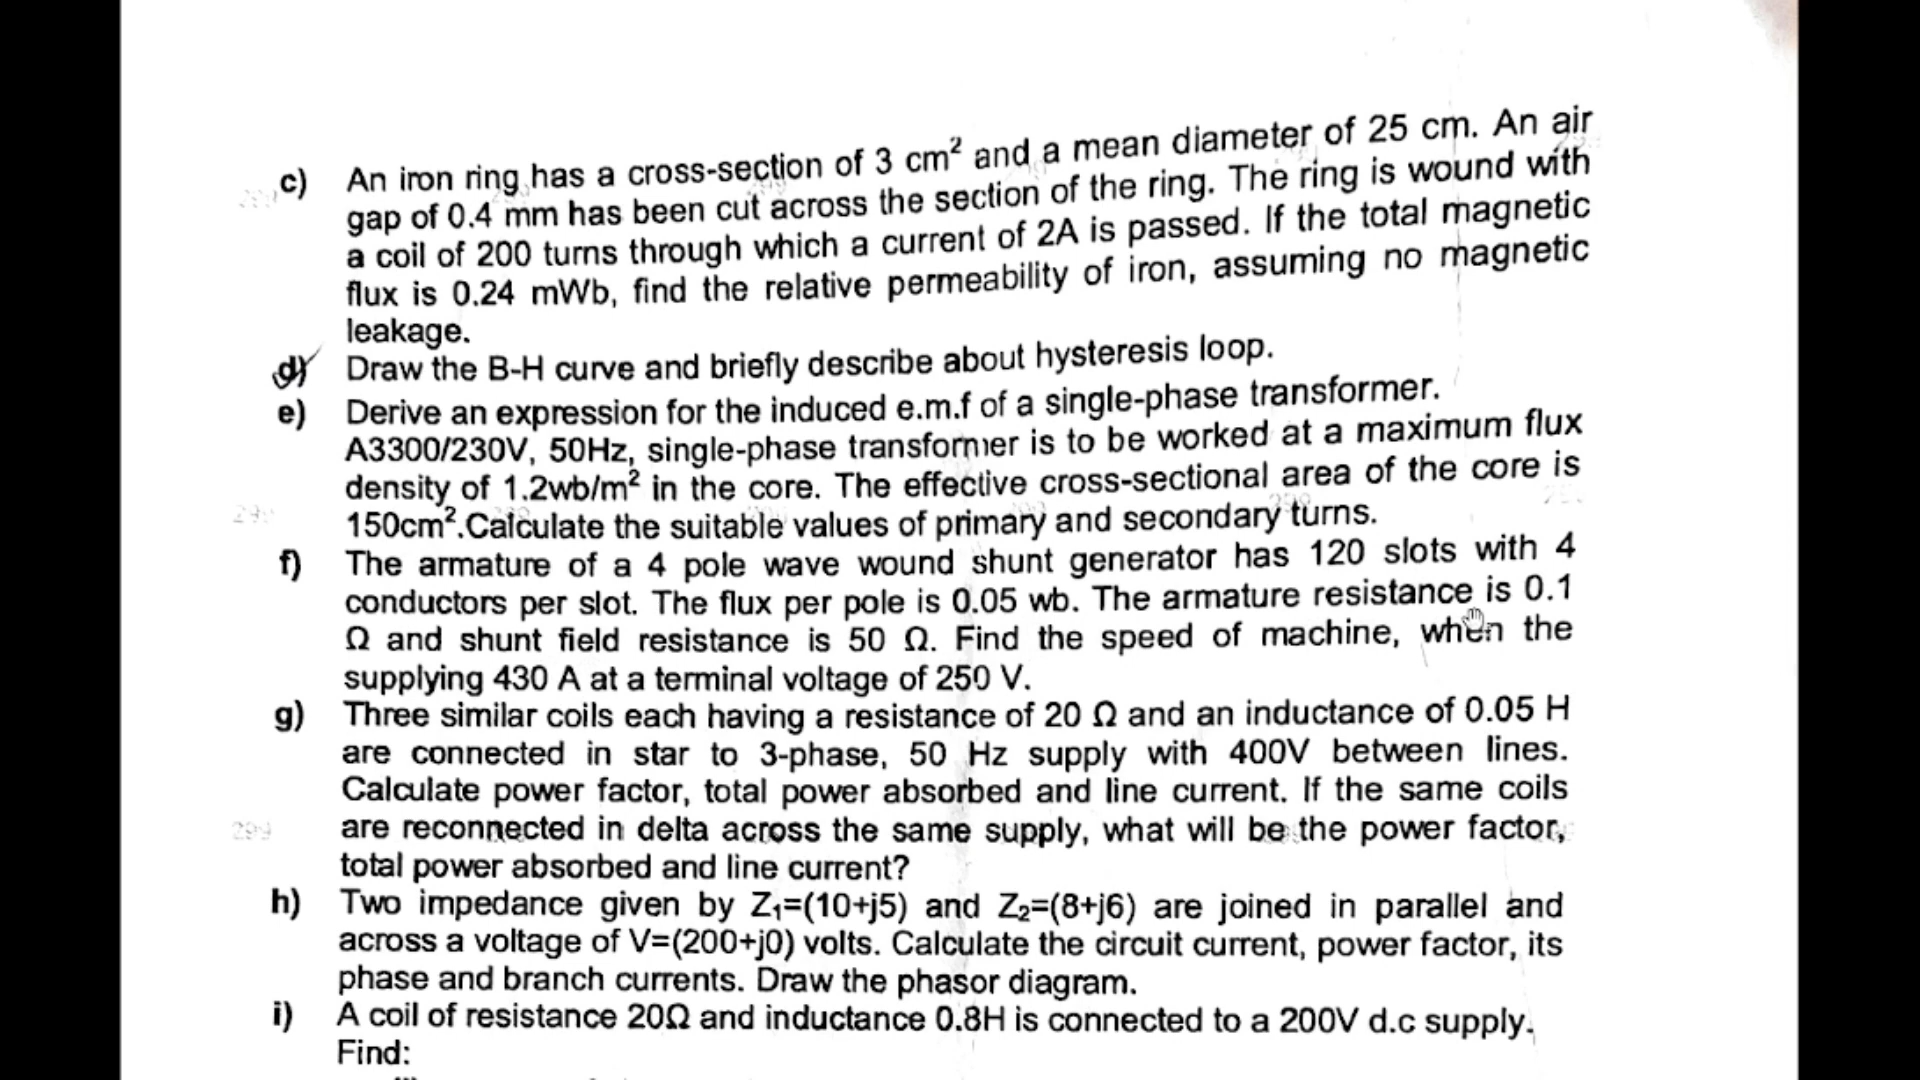 c) An iron ring has a cross-section of 3 cm² and a mean diameter of 25 cm. An air
gap of 0.4 mm has been cut across the section of the ring. The ring is wound with
a coil of 200 turns through which a current of 2A is passed. If the total magnetic
flux is 0.24 mWb, find the relative permeability of iron, assuming no magnetic
leakage.
d) Draw the B-H curve and briefly describe about hysteresis loop.
e) Derive an expression for the induced e.m.f of a single-phase transformer.
A3300/230V, 50Hz, single-phase transformer is to be worked at a maximum flux
density of 1.2wb/m² in the core. The effective cross-sectional area of the core is
150cm².Calculate the suitable values of primary and secondary turns.
f) The armature of a 4 pole wave wound shunt generator has 120 slots with 4
conductors per slot. The flux per pole is 0.05 wb. The armature resistance is 0.1
Ω and shunt field resistance is 50 Ω. Find the speed of machine, when the
supplying 430 A at a terminal voltage of 250 V.
g) Three similar coils each having a resistance of 20 Ω and an inductance of 0.05 H
are connected in star to 3-phase, 50 Hz supply with 400V between lines.
Calculate power factor, total power absorbed and line current. If the same coils
are reconnected in delta across the same supply, what will be the power factor,
total power absorbed and line current?
h) Two impedance given by Z₁=(10+j5) and Z₂=(8+j6) are joined in parallel and
across a voltage of V=(200+j0) volts. Calculate the circuit current, power factor, its
phase and branch currents. Draw the phasor diagram.
i) A coil of resistance 20Ω and inductance 0.8H is connected to a 200V d.c supply.
Find: